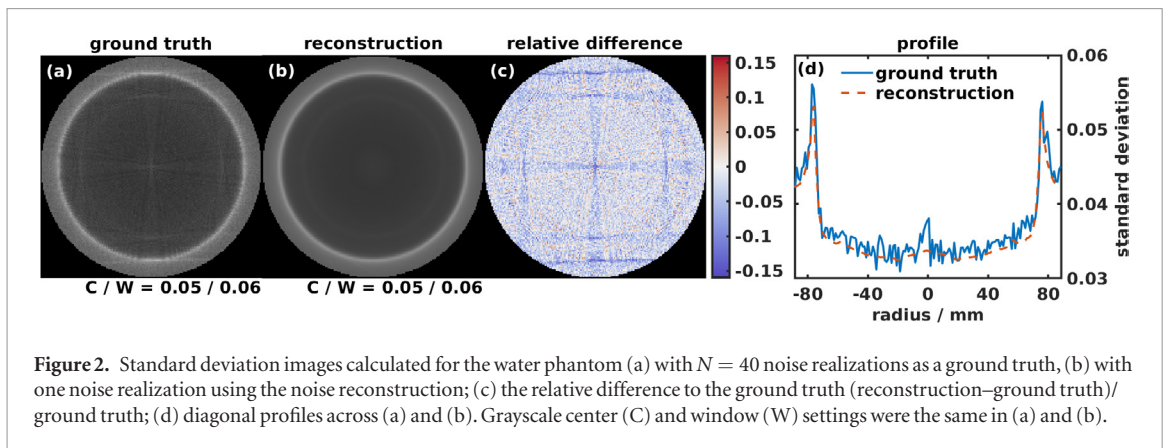 ground truth
reconstruction
relative difference
profile
(a)
(b)
(c)
(d)
C / W = 0.05 / 0.06
C / W = 0.05 / 0.06
0.15
0.1
0.05
0
-0.05
-0.1
-0.15
ground truth
reconstruction
0.06
0.05
0.04
0.03
standard deviation
-80
-40
0
40
80
radius / mm
Figure 2. Standard deviation images calculated for the water phantom (a) with N = 40 noise realizations as a ground truth, (b) with
one noise realization using the noise reconstruction; (c) the relative difference to the ground truth (reconstruction–ground truth)/
ground truth; (d) diagonal profiles across (a) and (b). Grayscale center (C) and window (W) settings were the same in (a) and (b).